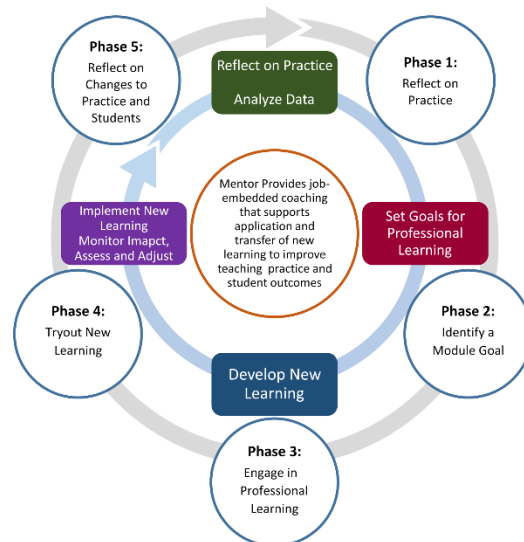 Phase 5:
Reflect on
Changes to
Practice and
Students
Reflect on Practice
Analyze Data
Phase 1:
Reflect on
Practice
Mentor Provides job-
embedded coaching
that supports
application and
transfer of new
learning to improve
teaching practice and
student outcomes
Implement New
Learning
Monitor Imapct,
Assess and Adjust
Set Goals for
Professional
Learning
Phase 4:
Tryout New
Learning
Phase 2:
Identify a
Module Goal
Develop New
Learning
Phase 3:
Engage in
Professional
Learning